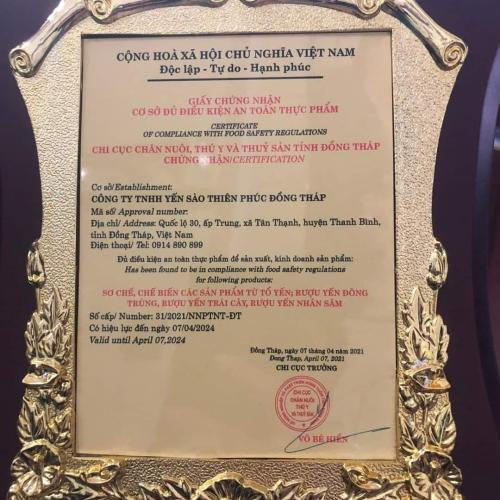 CỘNG HOÀ XÃ HỘI CHỦ NGHĨA VIỆT NAM
Độc lập - Tự do - Hạnh phúc
GIẤY CHỨNG NHẬN
CƠ SỞ ĐỦ ĐIỀU KIỆN AN TOÀN THỰC PHẨM
CERTIFICATE
OF COMPLIANCE WITH FOOD SAFETY REGULATIONS
CHI CỤC CHĂN NUÔI, THÚ Y VÀ THUỶ SẢN TỈNH ĐỒNG THÁP
CHỨNG NHẬN/CERTIFICATION
Cơ sở/Establishment:
CÔNG TY TNHH YẾN SÀO THIÊN PHÚC ĐỒNG THÁP
Mã số/ Approval number:
Địa chỉ/ Address: Quốc lộ 30, ấp Trung, xã Tân Thạnh, huyện Thanh Bình,
tỉnh Đồng Tháp, Việt Nam
Điện thoại/ Tel: 0914 890 899
Đủ điều kiện an toàn thực phẩm để sản xuất, kinh doanh sản phẩm:
Has been found to be in compliance with food safety regulations
for following products:
SƠ CHẾ, CHẾ BIẾN CÁC SẢN PHẨM TỪ TỔ YẾN; RƯỢU YẾN ĐÔNG
TRÙNG, RƯỢU YẾN TRÁI CÂY, RƯỢU YẾN NHÂN SÂM
Số cấp/ Number: 31/2021/NNPTNT-ĐT
Có hiệu lực đến ngày 07/04/2024
Valid until April 07,2024
Đồng Tháp, ngày 07 tháng 04 năm 2021
Dong Thap, April 07, 2021
CHI CỤC TRƯỞNG
CHI CỤC
CHĂN NUÔI
THÚ Y
VÀ THUỶ SẢN
VÕ BÉ HIỀN